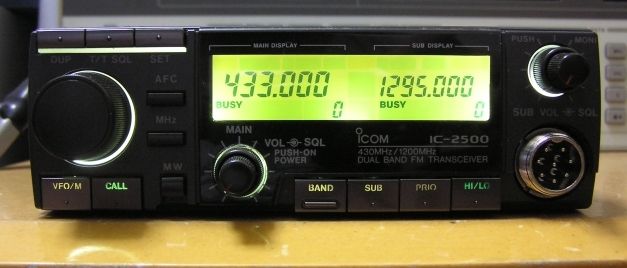 DUP T/T SQL SET
MAIN DISPLAY SUB DISPLAY
PUSH MONI
AFC
433.000 1295.000
BUSY 0 BUSY 0
MHz
MAIN
VOL SQL
PUSH-ON
POWER
ICOM IC-2500
430MHz/1200MHz
DUAL BAND FM TRANSCEIVER
SUB VOL SQL
MW
VFO/M CALL
BAND SUB PRIO HI/LO